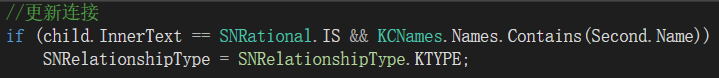 //更新连接
if (child.InnerText == SNRational.IS && KCNames.Names.Contains(Second.Name))
    SNRelationshipType = SNRelationshipType.KTYPE;